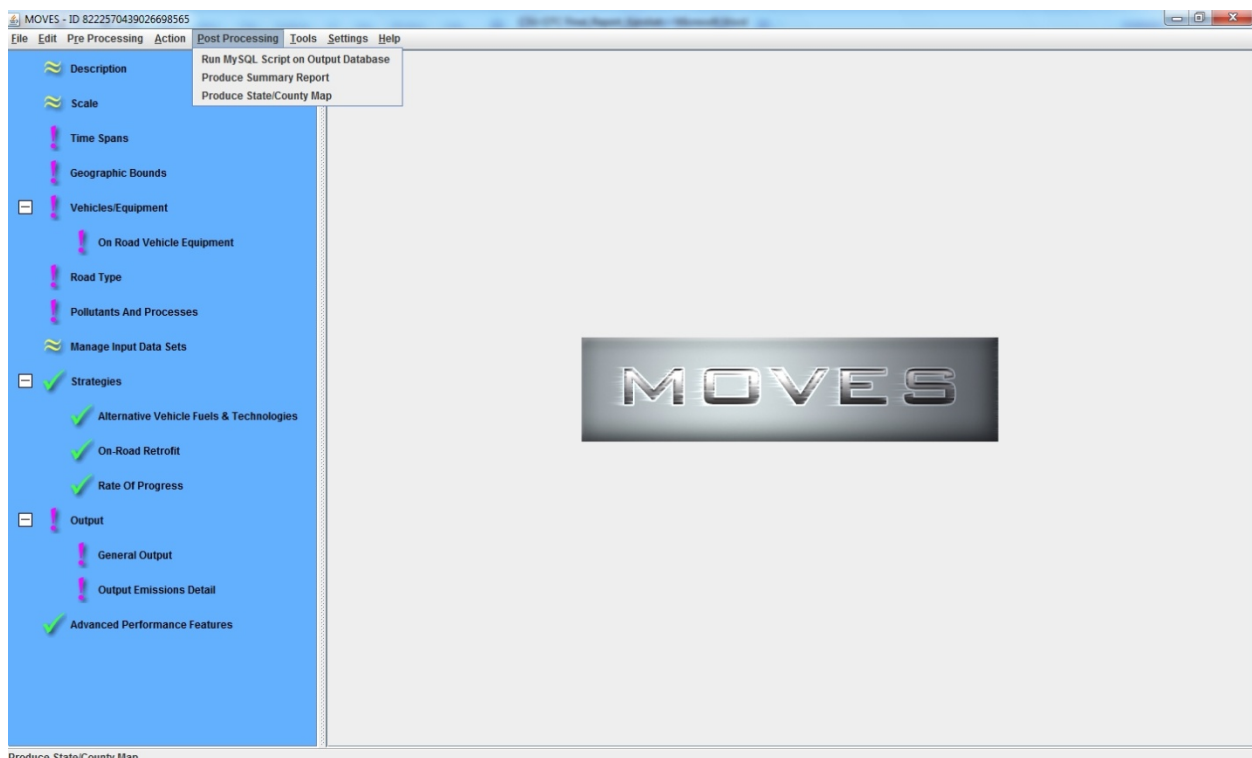 MOVES - ID 8222570439026698565
File Edit Pre Processing Action Post Processing Tools Settings Help
Run MySQL Script on Output Database
Produce Summary Report
Produce State/County Map
Description
Scale
Time Spans
Geographic Bounds
Vehicles/Equipment
On Road Vehicle Equipment
Road Type
Pollutants And Processes
Manage Input Data Sets
Strategies
Alternative Vehicle Fuels & Technologies
On-Road Retrofit
Rate Of Progress
Output
General Output
Output Emissions Detail
Advanced Performance Features
MOVES
Produce State/County Map